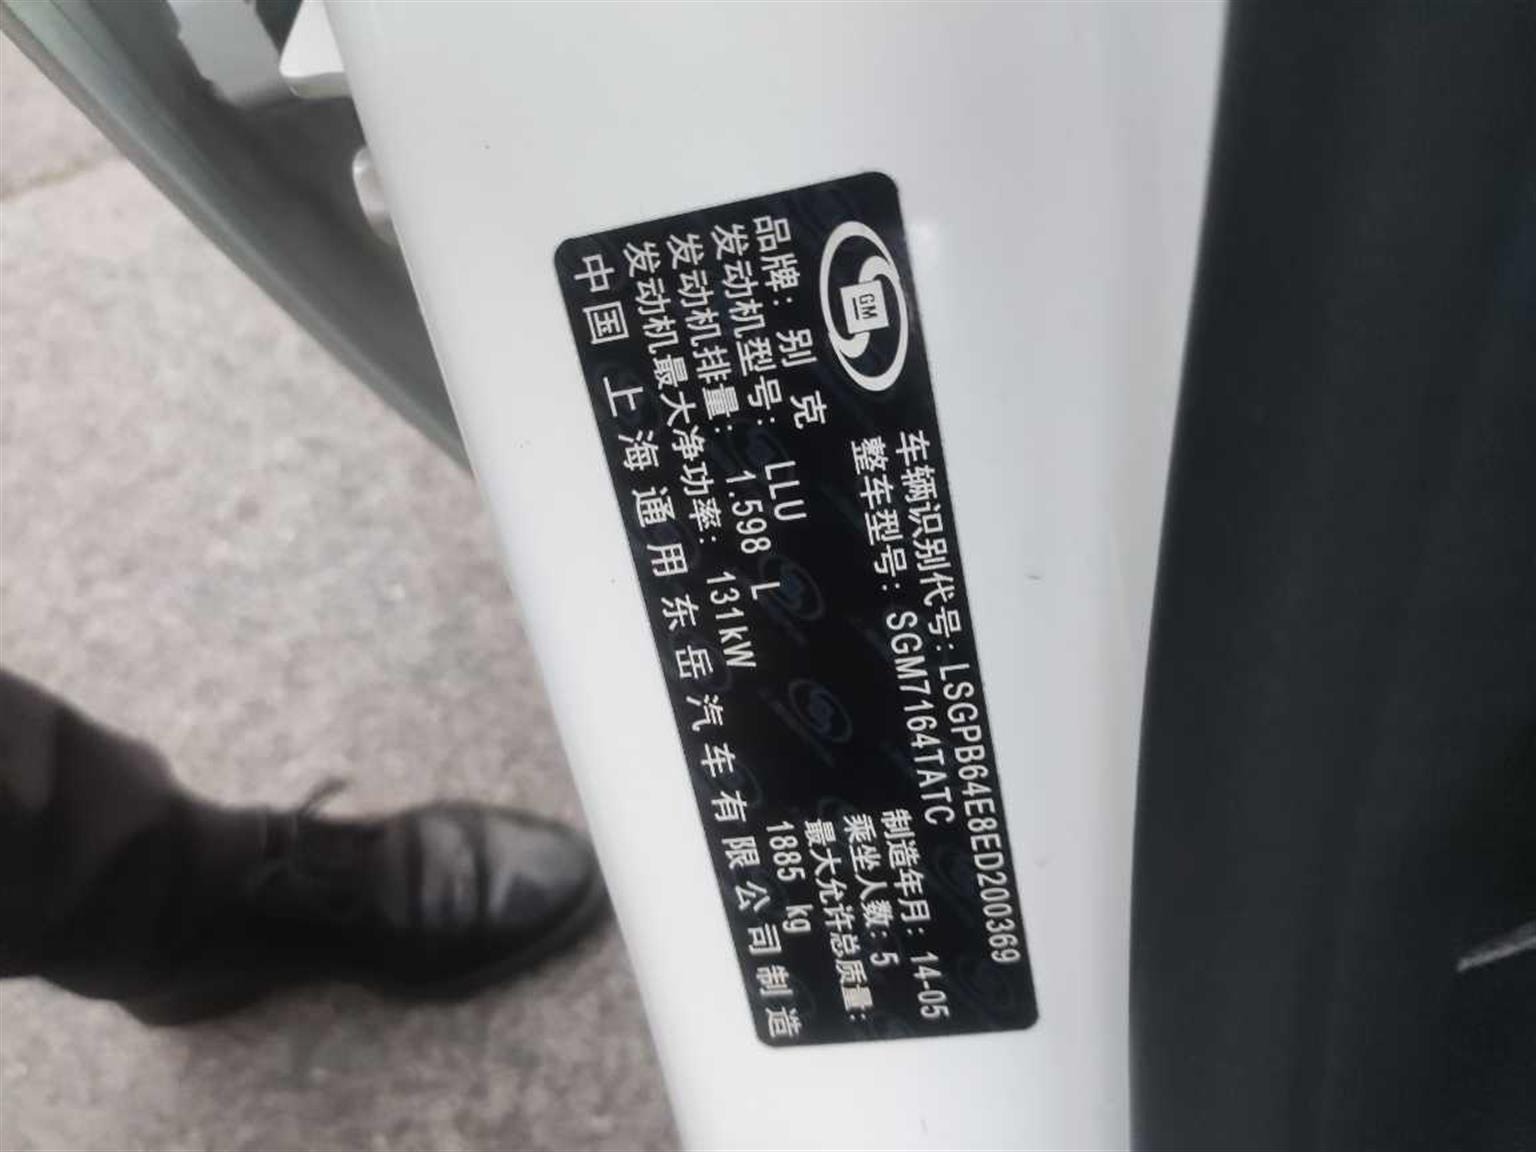 GM
车辆识别代号:LSGPB64E8ED200369
整车型号:SGM7164TATC
品牌:别克
制造年月:14-05
发动机型号:LLU
乘坐人数:5
发动机排量:1.598 L
最大允许总质量:
发动机最大净功率:131kW
1885 kg
中国 上海通用东岳汽车有限公司制造